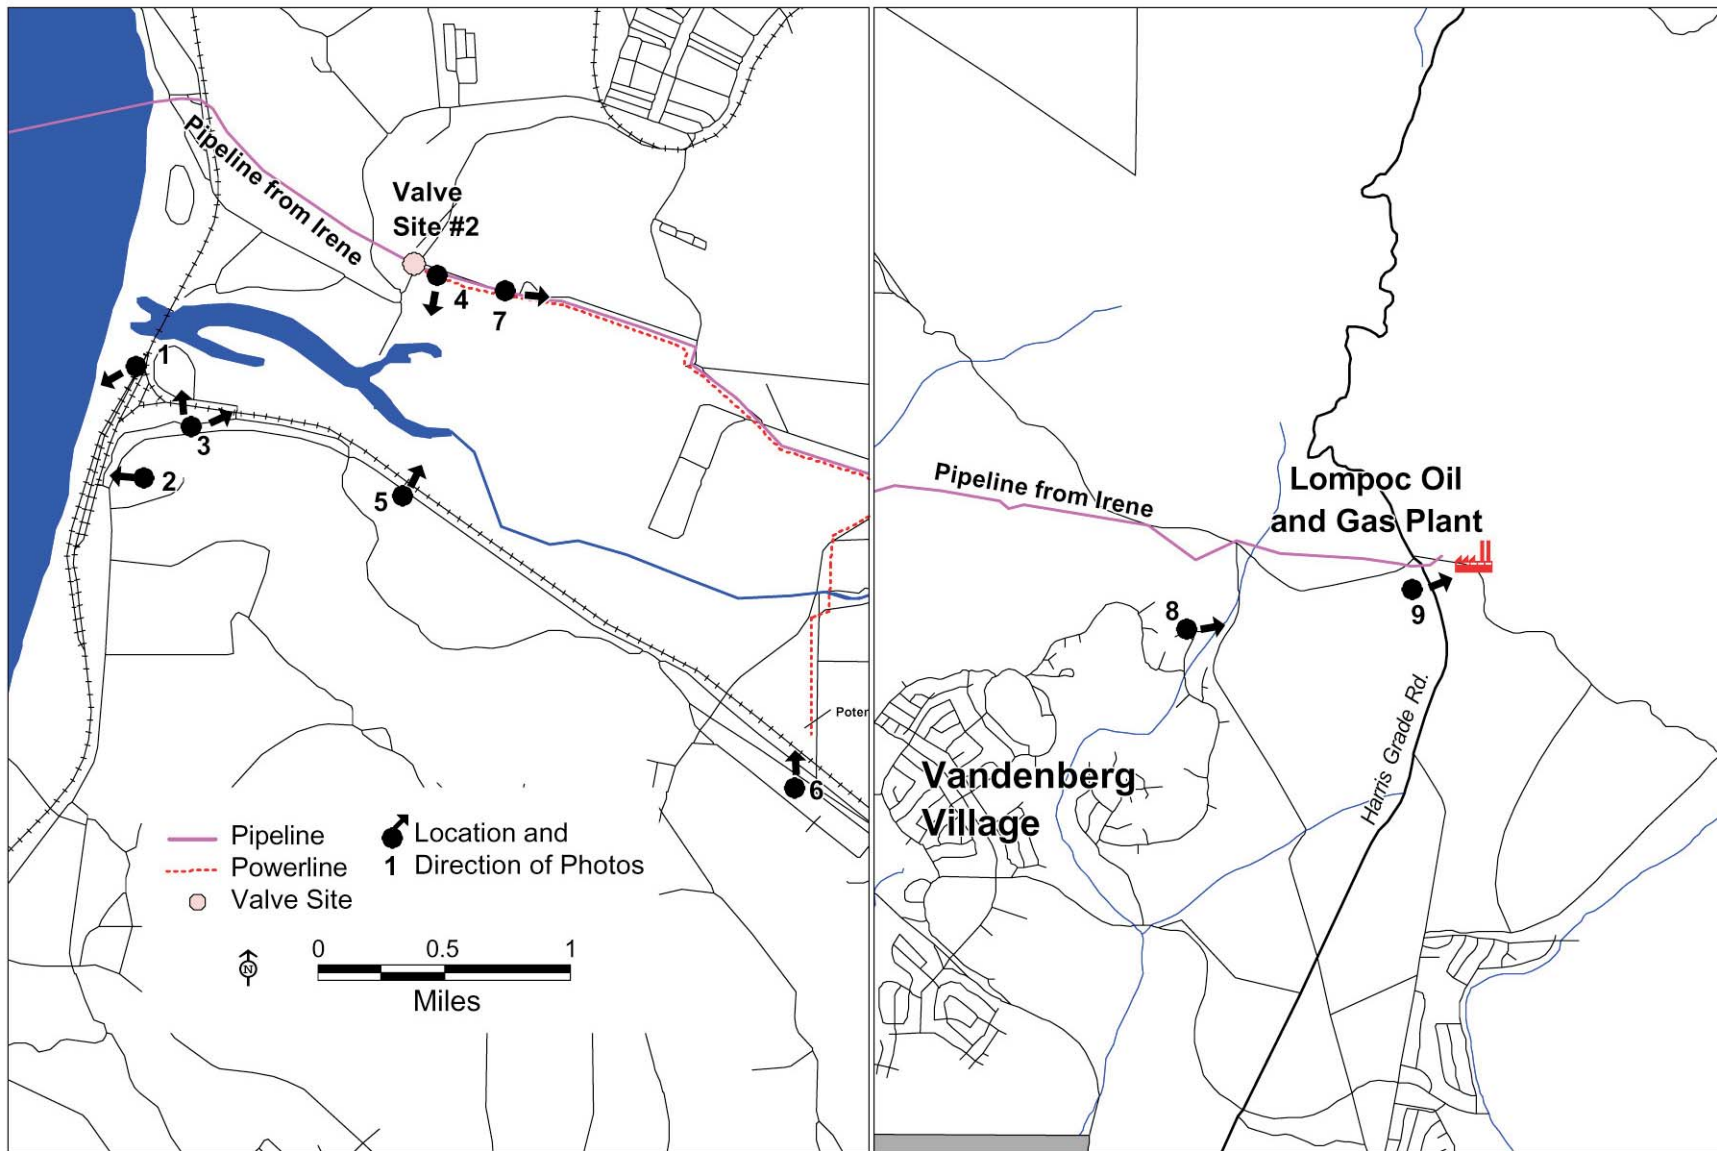 Pipeline from Irene
Valve
Site #2
4
7
1
3
2
5
6
Poter
Pipeline
Powerline
Valve Site
Location and
1 Direction of Photos
N
0 0.5 1
Miles
Pipeline from Irene
Lompoc Oil
and Gas Plant
8
9
Harris Grade Rd.
Vandenberg
Village